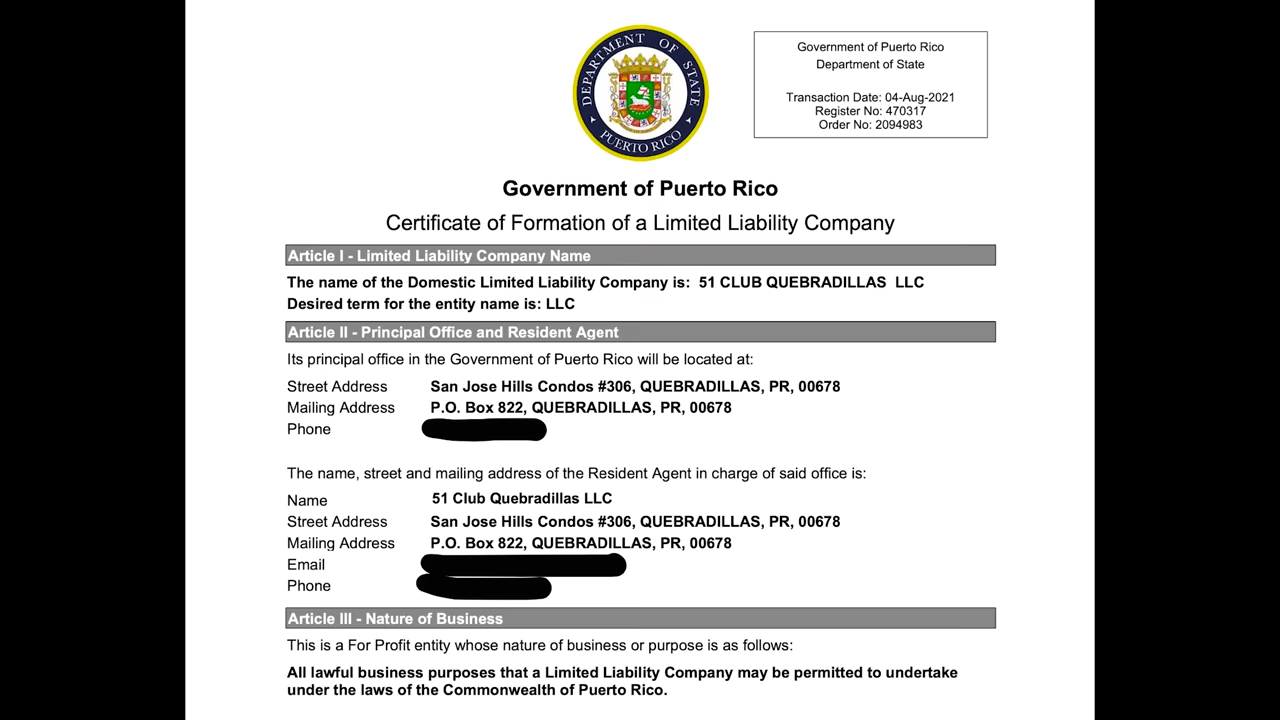 DEPARTMENT OF STATE
PUERTO RICO
Government of Puerto Rico
Department of State
Transaction Date: 04-Aug-2021
Register No: 470317
Order No: 2094983
Government of Puerto Rico
Certificate of Formation of a Limited Liability Company
Article I - Limited Liability Company Name
The name of the Domestic Limited Liability Company is: 51 CLUB QUEBRADILLAS LLC
Desired term for the entity name is: LLC
Article II - Principal Office and Resident Agent
Its principal office in the Government of Puerto Rico will be located at:
Street Address San Jose Hills Condos #306, QUEBRADILLAS, PR, 00678
Mailing Address P.O. Box 822, QUEBRADILLAS, PR, 00678
Phone
The name, street and mailing address of the Resident Agent in charge of said office is:
Name 51 Club Quebradillas LLC
Street Address San Jose Hills Condos #306, QUEBRADILLAS, PR, 00678
Mailing Address P.O. Box 822, QUEBRADILLAS, PR, 00678
Email
Phone
Article III - Nature of Business
This is a For Profit entity whose nature of business or purpose is as follows:
All lawful business purposes that a Limited Liability Company may be permitted to undertake
under the laws of the Commonwealth of Puerto Rico.